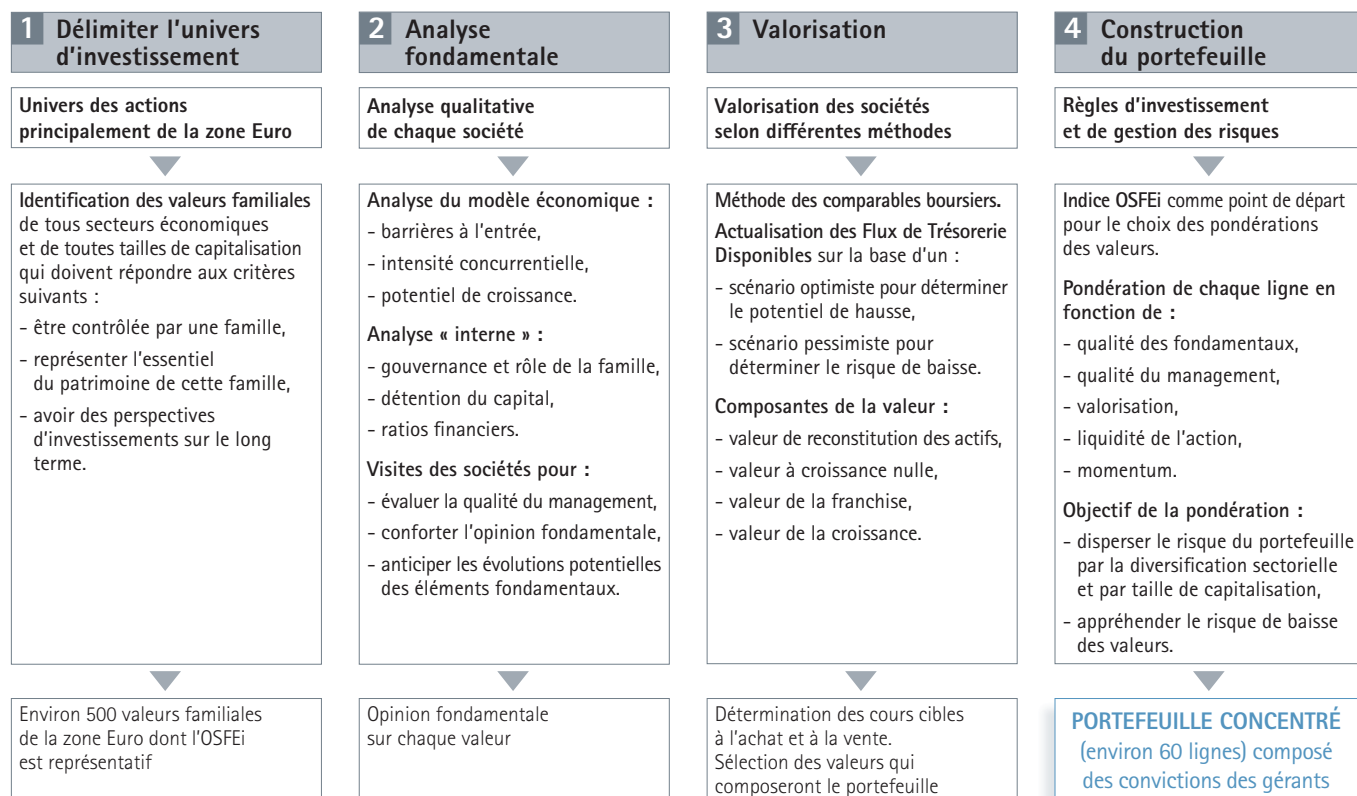 1 Délimiter l'univers
d'investissement
Univers des actions
principalement de la zone Euro
Identification des valeurs familiales
de tous secteurs économiques
et de toutes tailles de capitalisation
qui doivent répondre aux critères
suivants :
- être contrôlée par une famille,
- représenter l'essentiel
du patrimoine de cette famille,
- avoir des perspectives
d'investissements sur le long
terme.
Environ 500 valeurs familiales
de la zone Euro dont l'OSFEi
est représentatif
2 Analyse
fondamentale
Analyse qualitative
de chaque société
Analyse du modèle économique :
- barrières à l'entrée,
- intensité concurrentielle,
- potentiel de croissance.
Analyse « interne » :
- gouvernance et rôle de la famille,
- détention du capital,
- ratios financiers.
Visites des sociétés pour :
- évaluer la qualité du management,
- conforter l'opinion fondamentale,
- anticiper les évolutions potentielles
des éléments fondamentaux.
Opinion fondamentale
sur chaque valeur
3 Valorisation
Valorisation des sociétés
selon différentes méthodes
Méthode des comparables boursiers.
Actualisation des Flux de Trésorerie
Disponibles sur la base d'un :
- scénario optimiste pour déterminer
le potentiel de hausse,
- scénario pessimiste pour
déterminer le risque de baisse.
Composantes de la valeur :
- valeur de reconstitution des actifs,
- valeur à croissance nulle,
- valeur de la franchise,
- valeur de la croissance.
Détermination des cours cibles
à l'achat et à la vente.
Sélection des valeurs qui
composeront le portefeuille
4 Construction
du portefeuille
Règles d'investissement
et de gestion des risques
Indice OSFEi comme point de départ
pour le choix des pondérations
des valeurs.
Pondération de chaque ligne en
fonction de :
- qualité des fondamentaux,
- qualité du management,
- valorisation,
- liquidité de l'action,
- momentum.
Objectif de la pondération :
- disperser le risque du portefeuille
par la diversification sectorielle
et par taille de capitalisation,
- appréhender le risque de baisse
des valeurs.
PORTEFEUILLE CONCENTRÉ
(environ 60 lignes) composé
des convictions des gérants